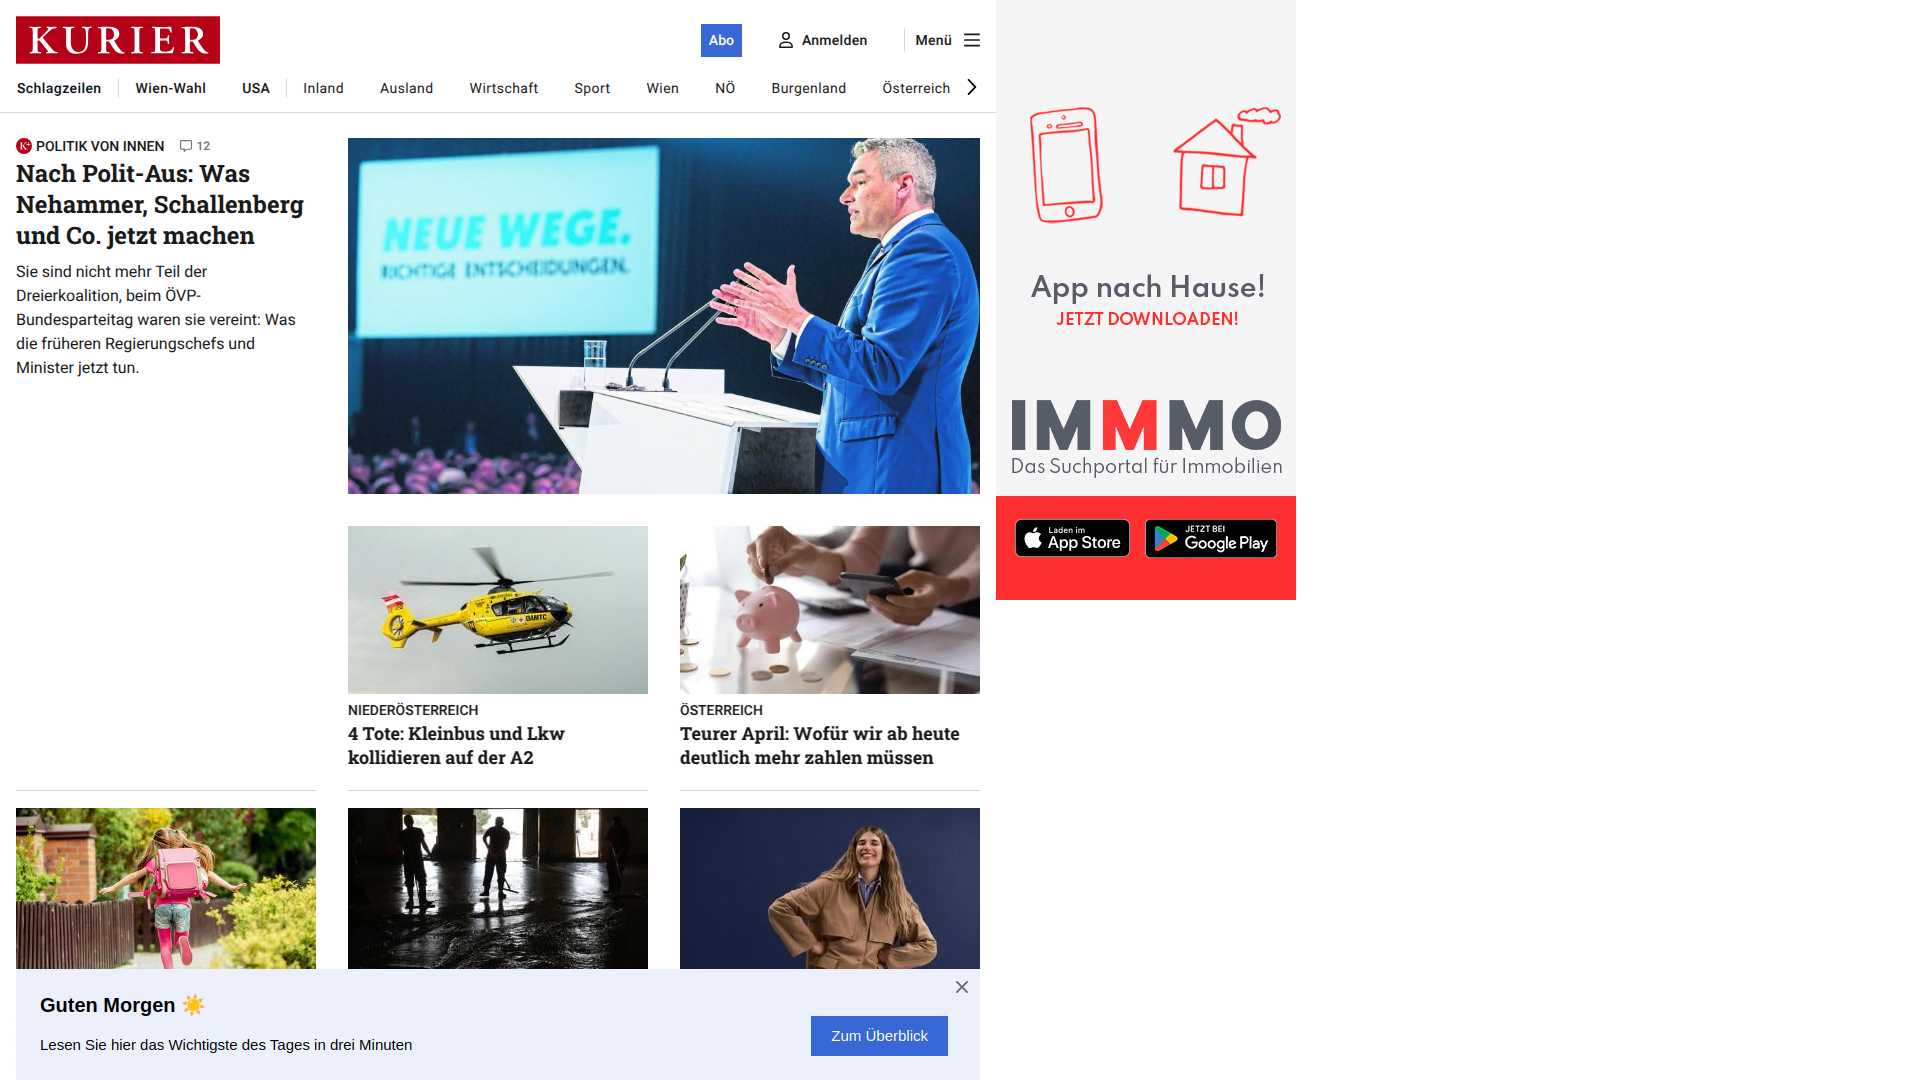 KURIER
Abo
Anmelden
Menü
Schlagzeilen
Wien-Wahl
USA
Inland
Ausland
Wirtschaft
Sport
Wien
NÖ
Burgenland
Österreich
POLITIK VON INNEN
12
Nach Polit-Aus: Was
Nehammer, Schallenberg
und Co. jetzt machen
Sie sind nicht mehr Teil der
Dreierkoalition, beim ÖVP-
Bundesparteitag waren sie vereint: Was
die früheren Regierungschefs und
Minister jetzt tun.
NEUE WEGE.
RICHTIGE ENTSCHEIDUNGEN.
ÖAMTC
NIEDERÖSTERREICH
4 Tote: Kleinbus und Lkw
kollidieren auf der A2
ÖSTERREICH
Teurer April: Wofür wir ab heute
deutlich mehr zahlen müssen
Guten Morgen ☀️
Lesen Sie hier das Wichtigste des Tages in drei Minuten
Zum Überblick
App nach Hause!
JETZT DOWNLOADEN!
IMMMO
Das Suchportal für Immobilien
Laden im
App Store
JETZT BEI
Google Play